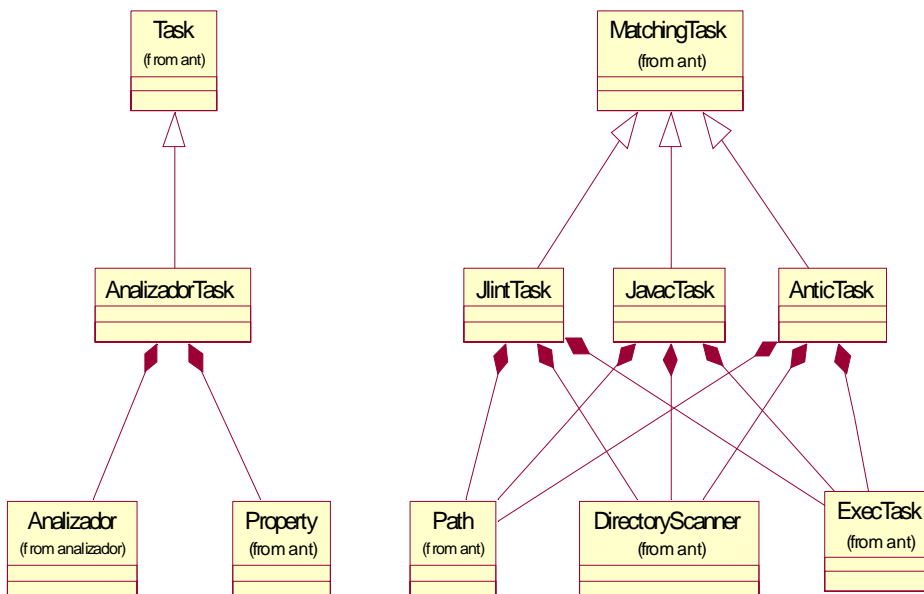 Task
(from ant)
MatchingTask
(from ant)
AnalizadorTask
JlintTask
JavacTask
AnticTask
Analizador
(from analizador)
Property
(from ant)
Path
(from ant)
DirectoryScanner
(from ant)
ExecTask
(from ant)